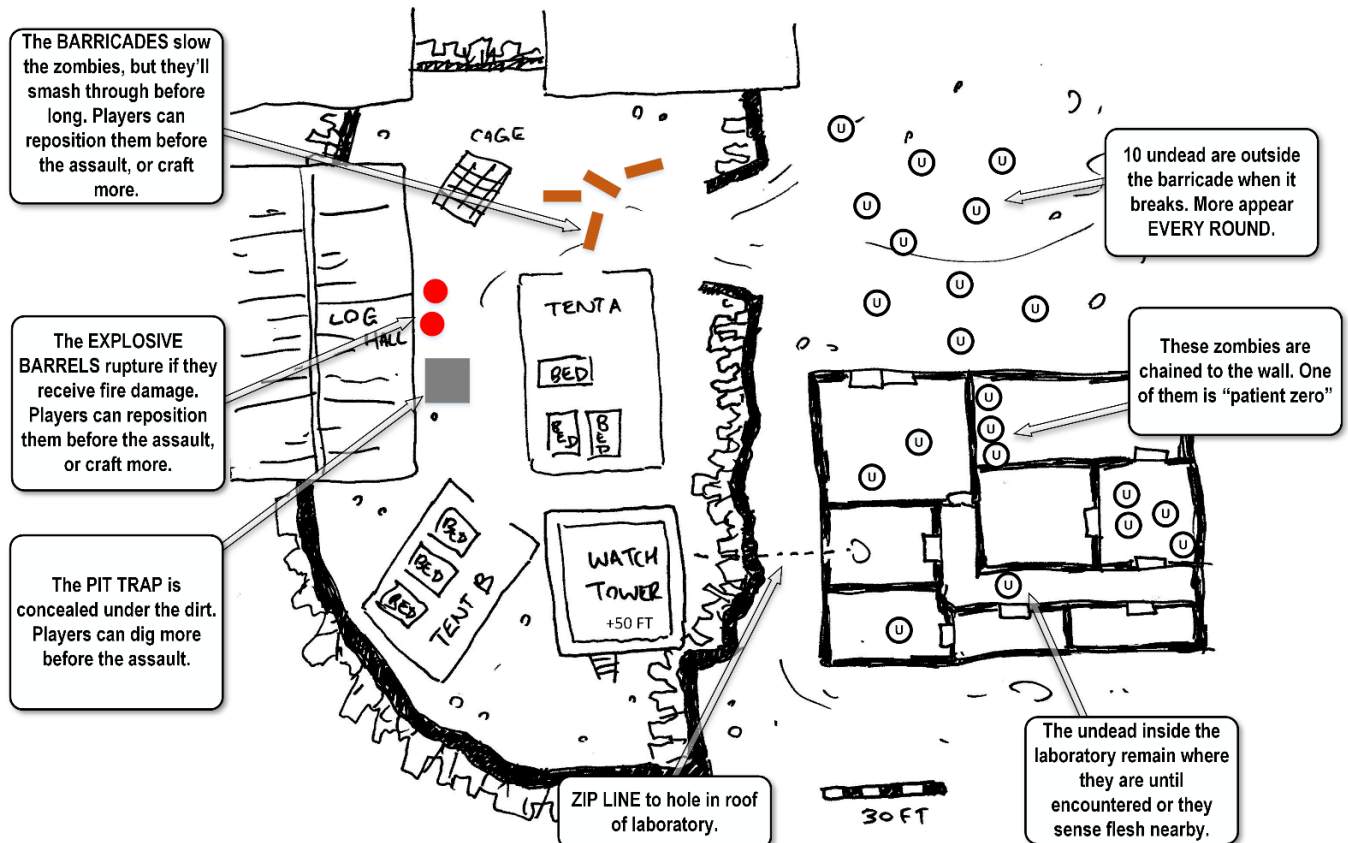 The BARRICADES slow
the zombies, but they’ll
smash through before
long. Players can
reposition them before
the assault, or craft
more.
CAGE
U
U
U
U
U
U
U
U
U
U
10 undead are outside
the barricade when it
breaks. More appear
EVERY ROUND.
The EXPLOSIVE
BARRELS rupture if they
receive fire damage.
Players can reposition
them before the assault,
or craft more.
LOG
HALL
TENT A
BED
BED
BED
These zombies are
chained to the wall. One
of them is “patient zero”
U
U
U
U
U
U
U
U
U
U
U
The PIT TRAP is
concealed under the dirt.
Players can dig more
before the assault.
BED
BED
BED
TENT B
WATCH
TOWER
+50 FT
ZIP LINE to hole in roof
of laboratory.
30 FT
The undead inside the
laboratory remain where
they are until
encountered or they
sense flesh nearby.